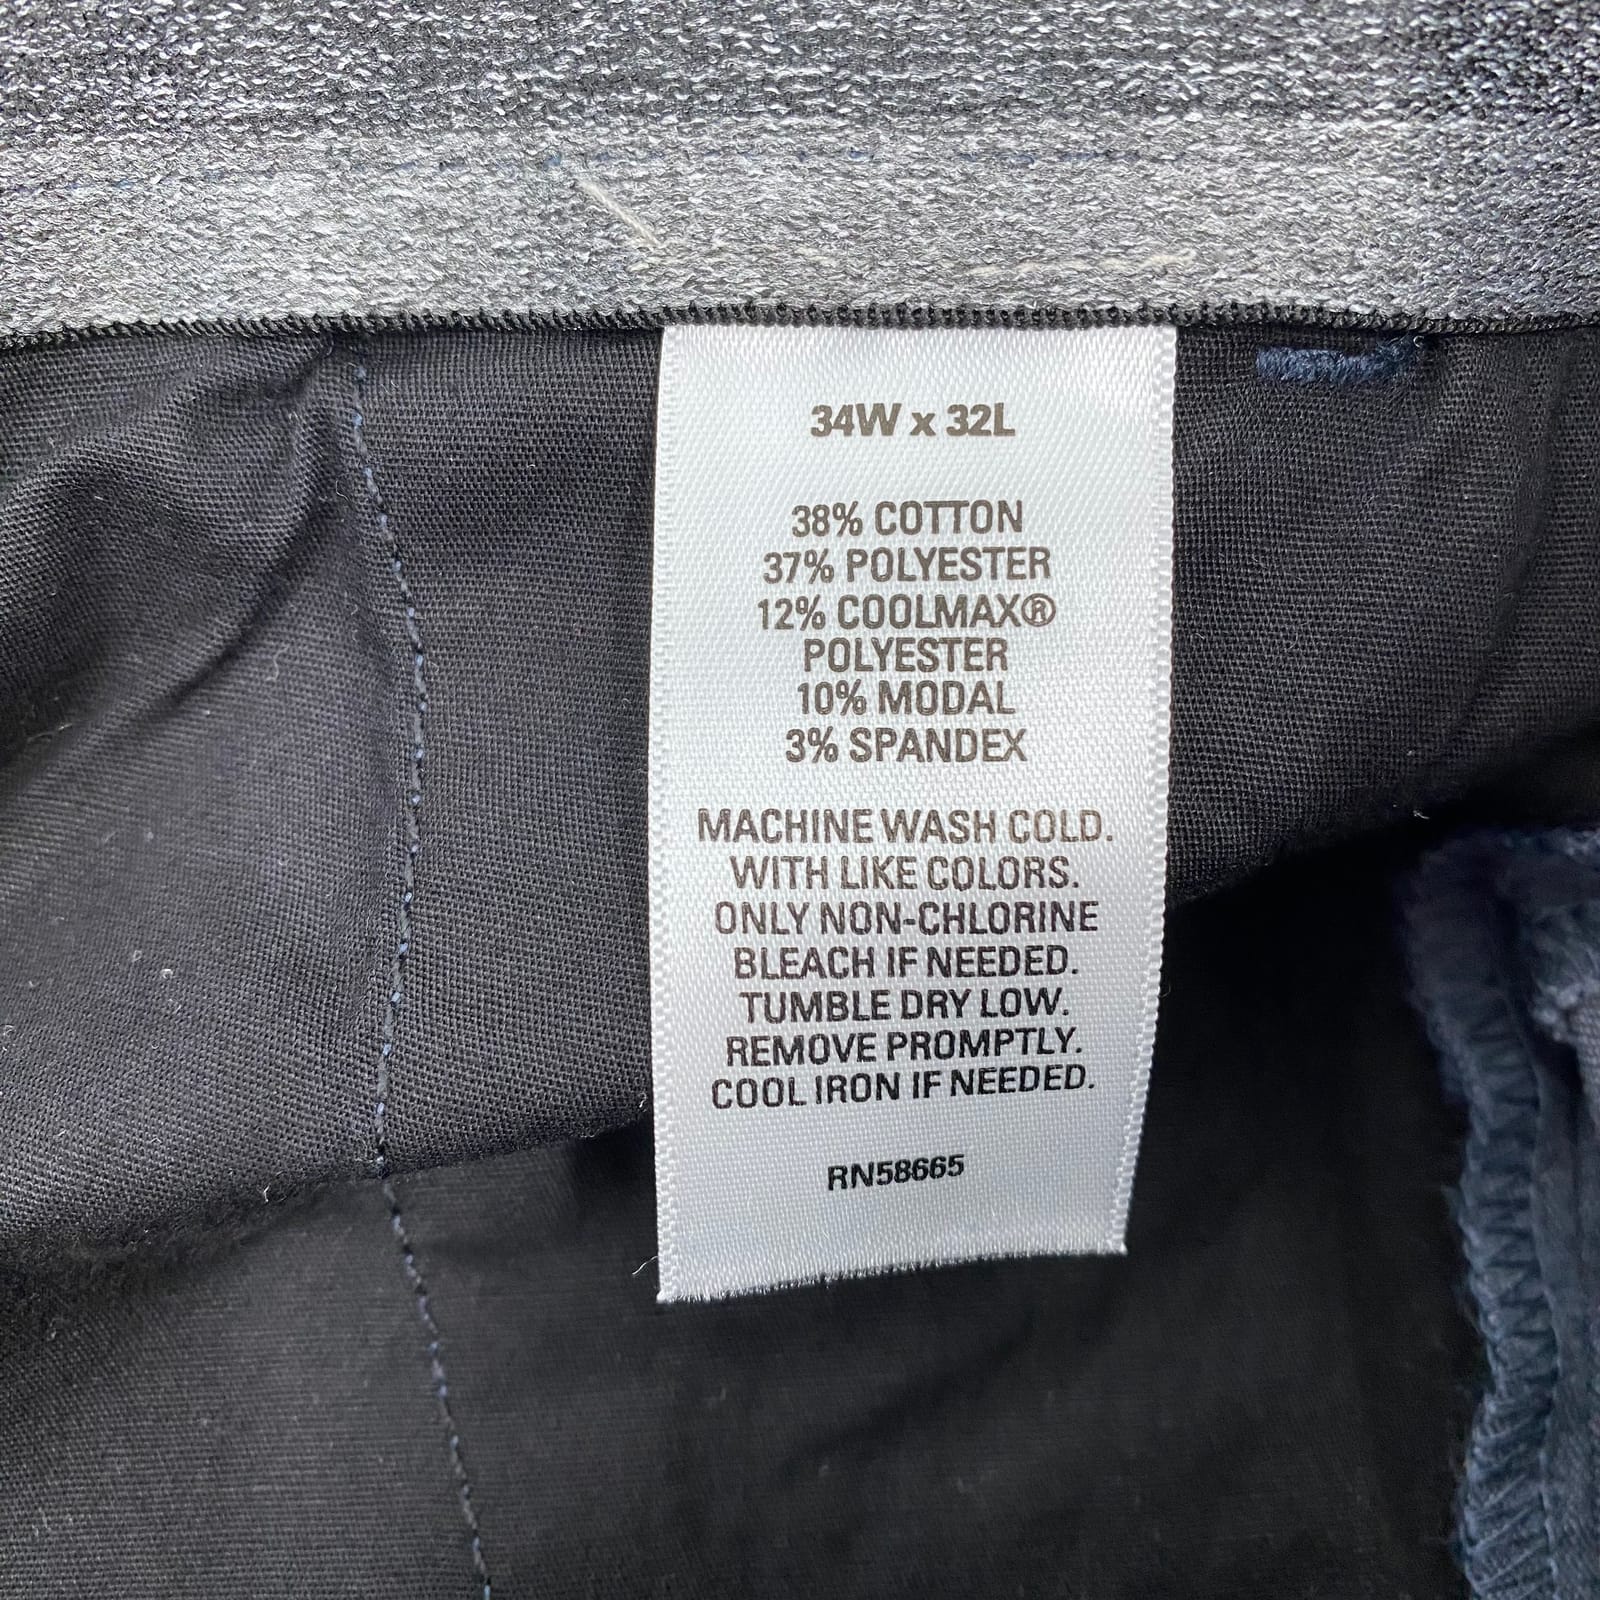 34W x 32L
38% COTTON
37% POLYESTER
12% COOLMAX®
POLYESTER
10% MODAL
3% SPANDEX
MACHINE WASH COLD.
WITH LIKE COLORS.
ONLY NON-CHLORINE
BLEACH IF NEEDED.
TUMBLE DRY LOW.
REMOVE PROMPTLY.
COOL IRON IF NEEDED.
RN58665